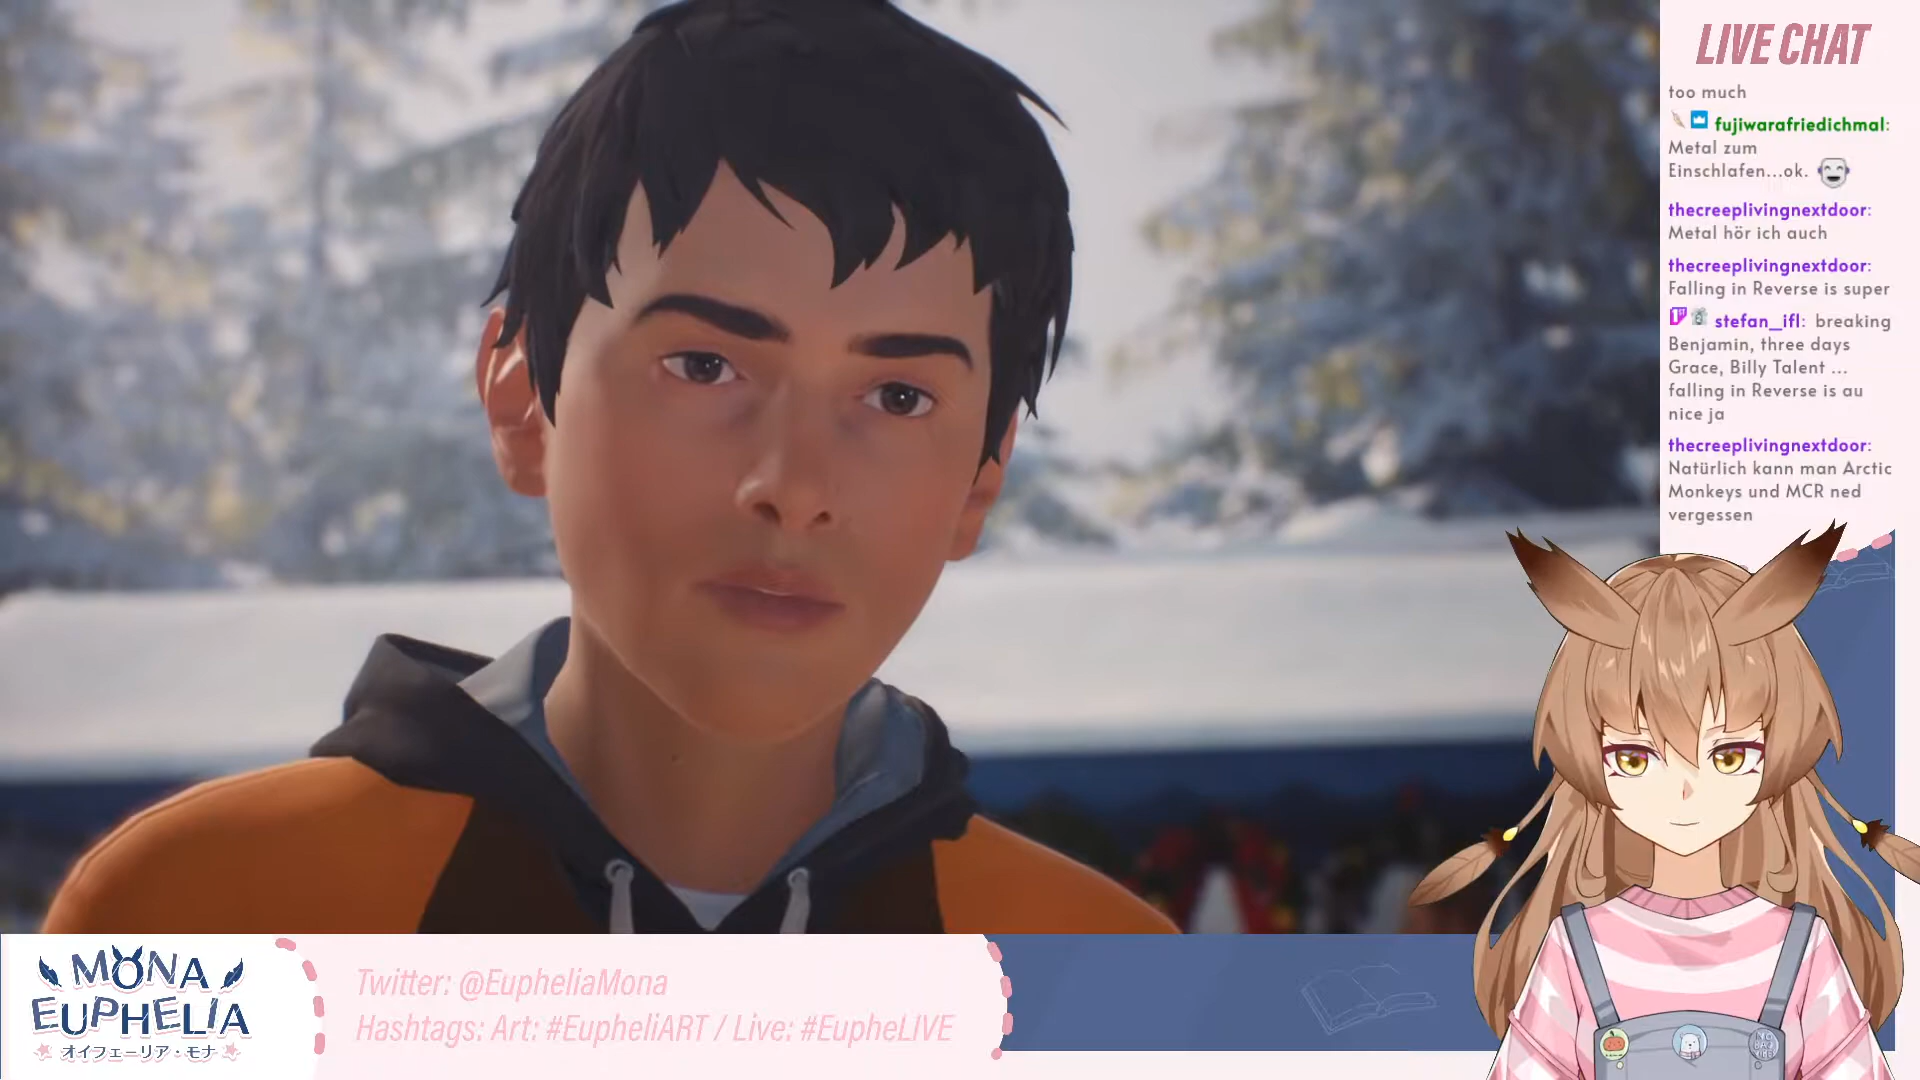 LIVE CHAT
too much
fujiwarafriedichmal:
Metal zum
Einschlafen...ok.
thecreeplivingnextdoor:
Metal hör ich auch
thecreeplivingnextdoor:
Falling in Reverse is super
stefan_ifl: breaking
Benjamin, three days
Grace, Billy Talent ...
falling in Reverse is au
nice ja
thecreeplivingnextdoor:
Natürlich kann man Arctic
Monkeys und MCR ned
vergessen
MONA
EUPHELIA
オイフェーリア・モナ
Twitter: @EupheliaMona
Hashtags: Art: #EupheliART / Live: #EupheLIVE